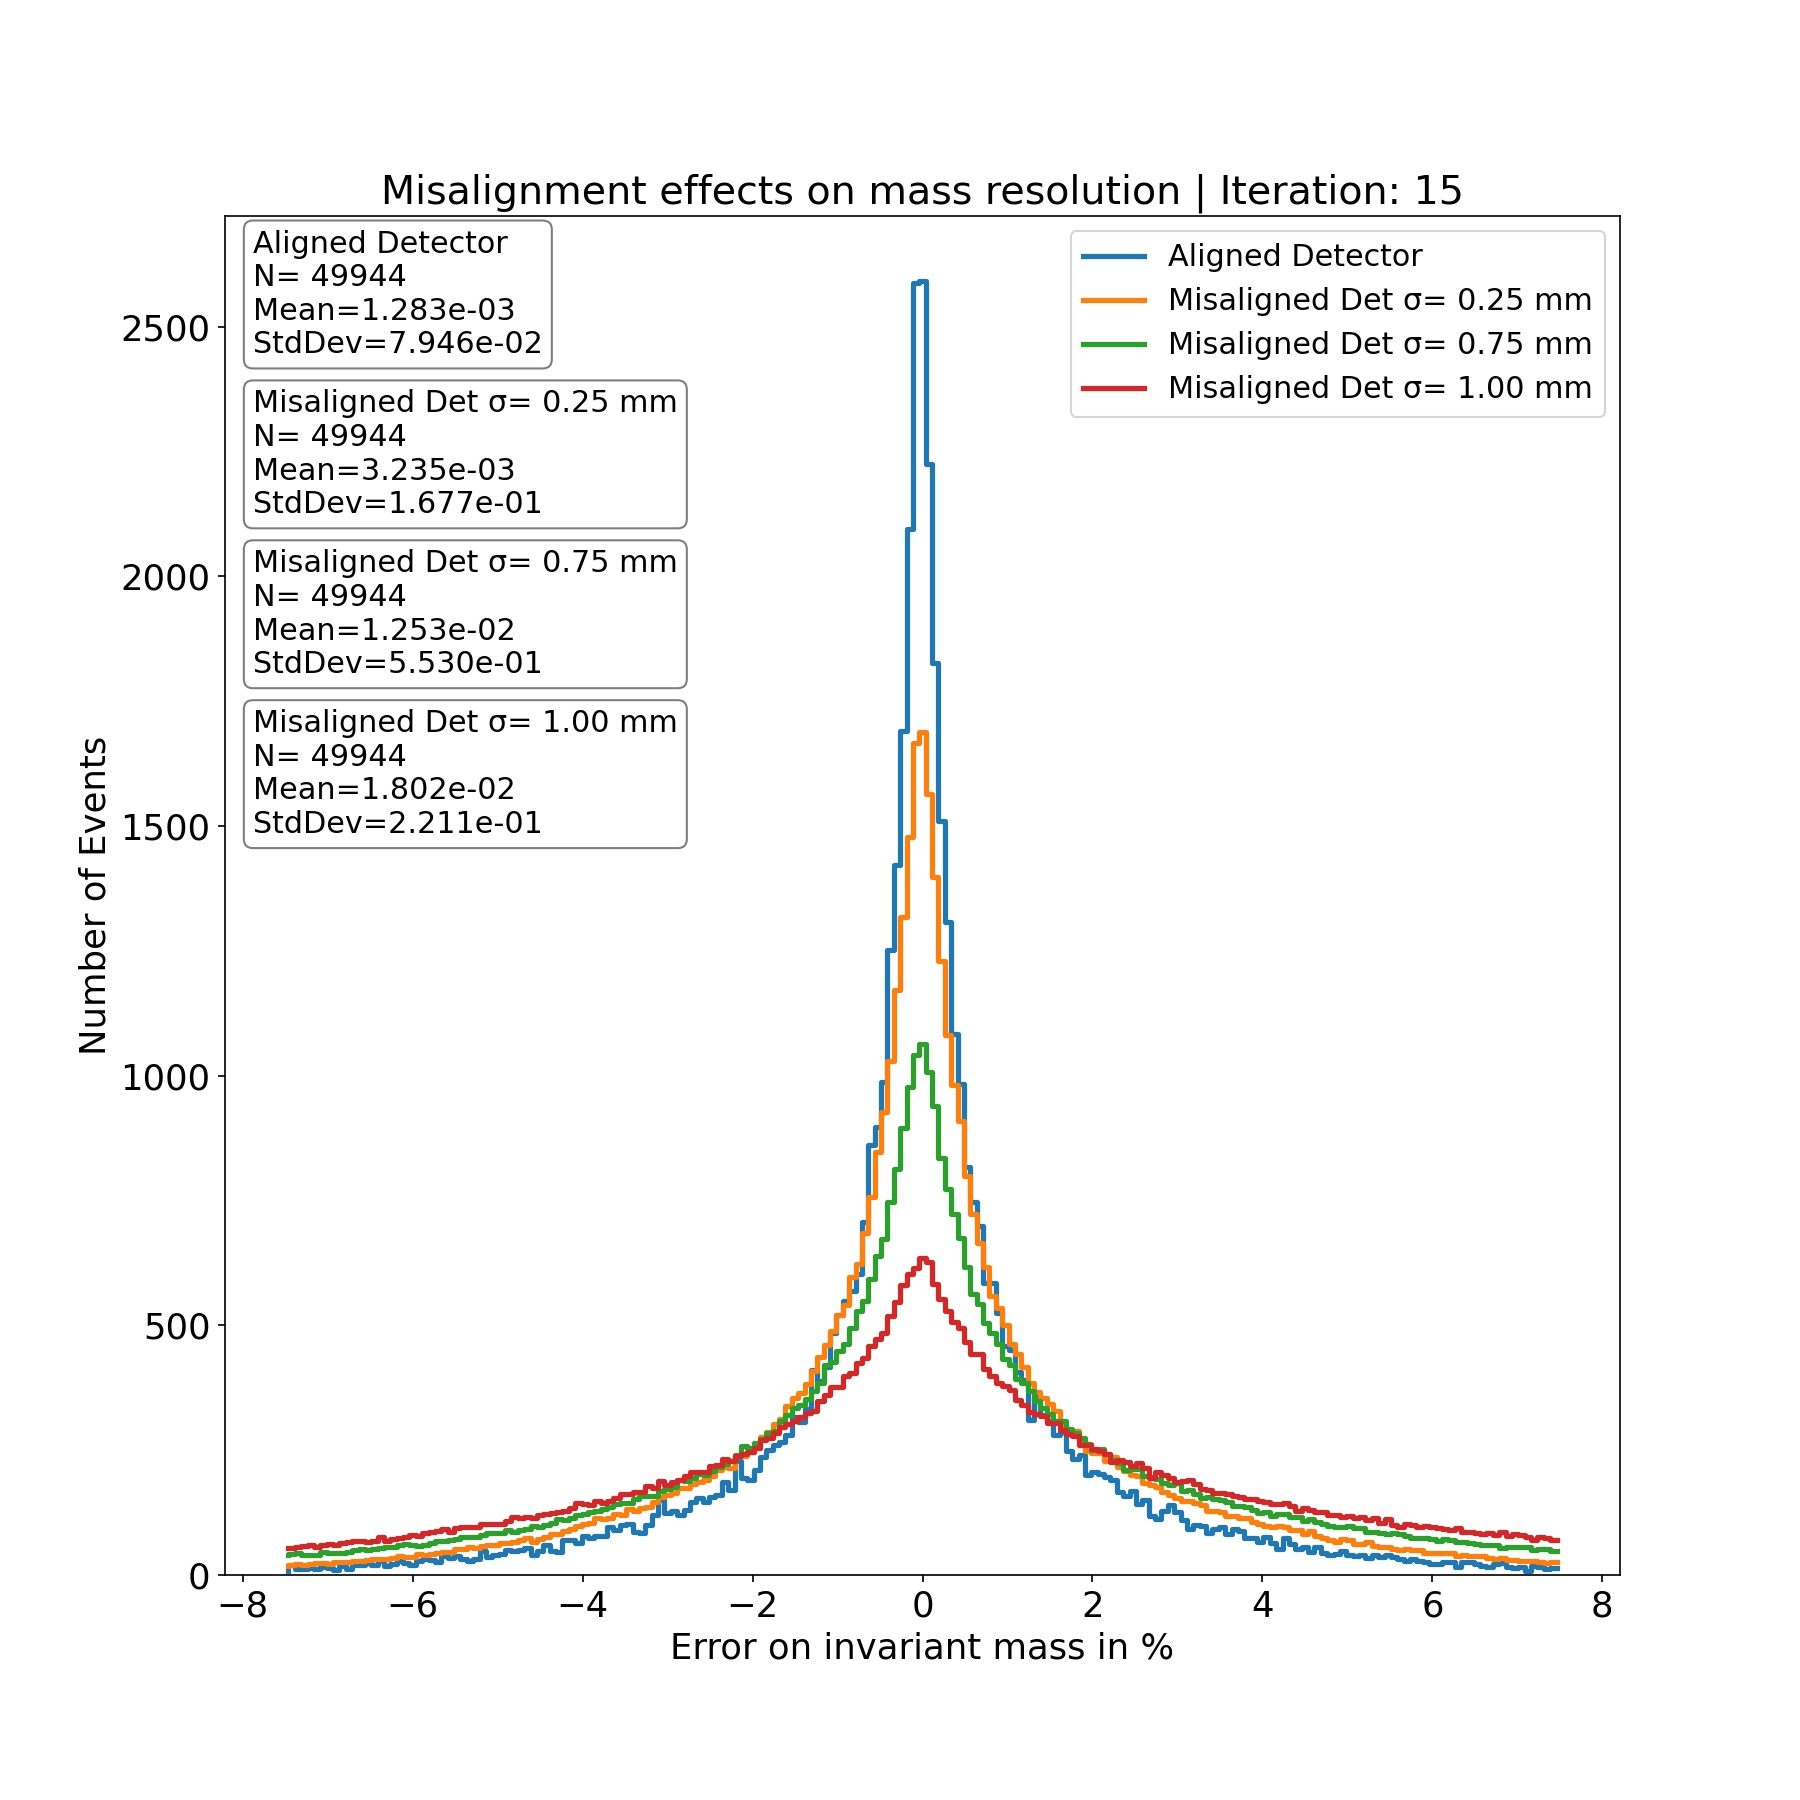 Misalignment effects on mass resolution | Iteration: 15
Aligned Detector
N= 49944
Mean=1.283e-03
StdDev=7.946e-02
Misaligned Det σ= 0.25 mm
N= 49944
Mean=3.235e-03
StdDev=1.677e-01
Misaligned Det σ= 0.75 mm
N= 49944
Mean=1.253e-02
StdDev=5.530e-01
Misaligned Det σ= 1.00 mm
N= 49944
Mean=1.802e-02
StdDev=2.211e-01
Aligned Detector
Misaligned Det σ= 0.25 mm
Misaligned Det σ= 0.75 mm
Misaligned Det σ= 1.00 mm
Number of Events
2500
2000
1500
1000
500
0
−8 −6 −4 −2 0 2 4 6 8
Error on invariant mass in %